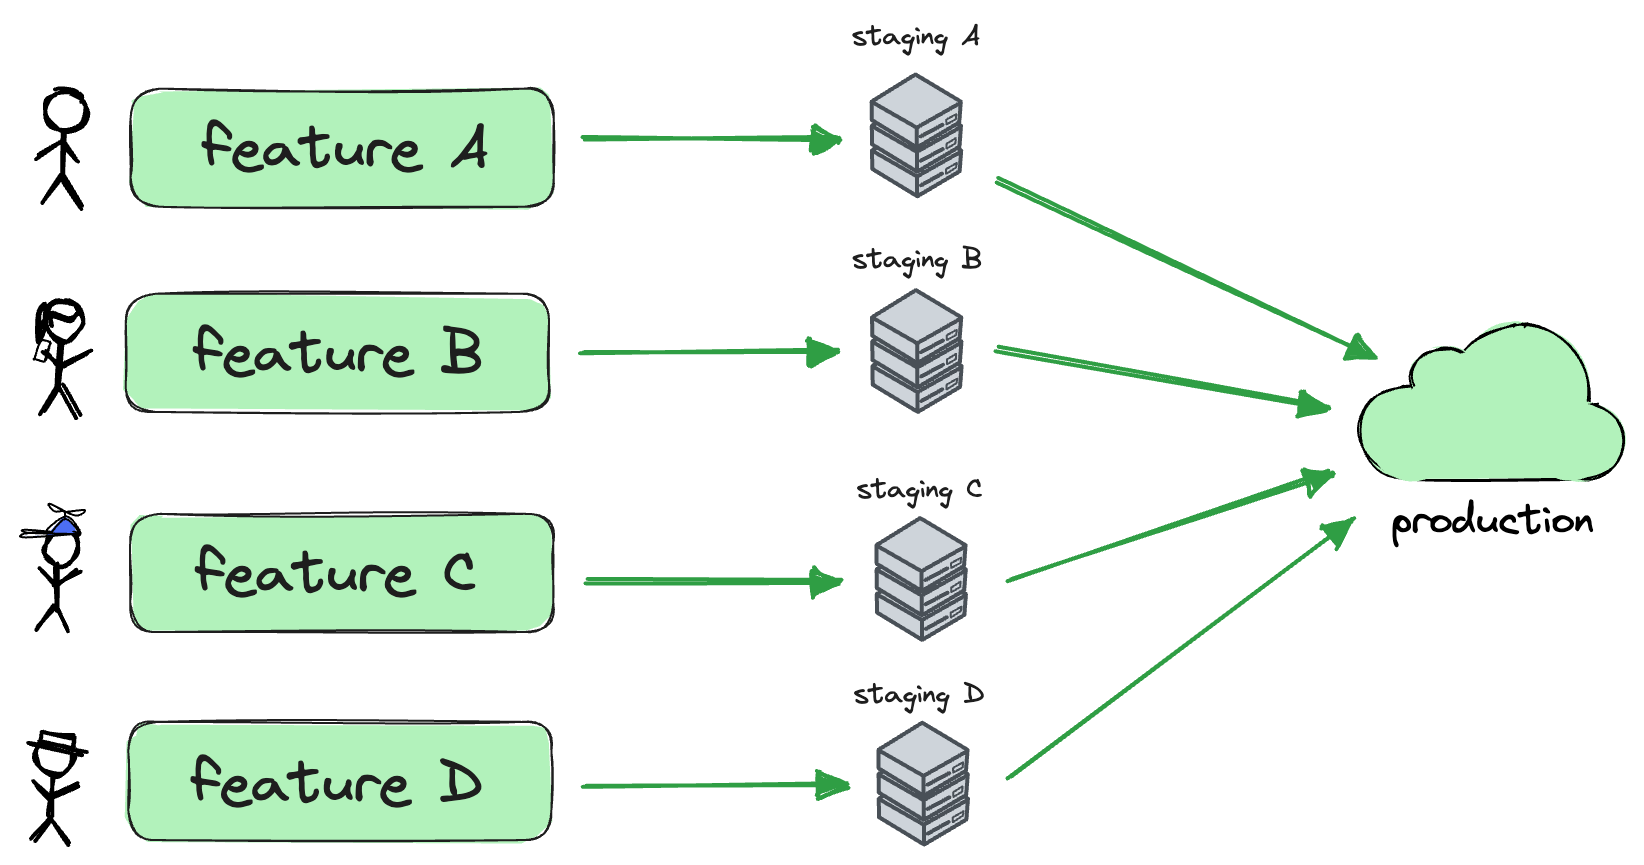 staging A
feature A
staging B
feature B
staging C
production
feature C
staging D
feature D